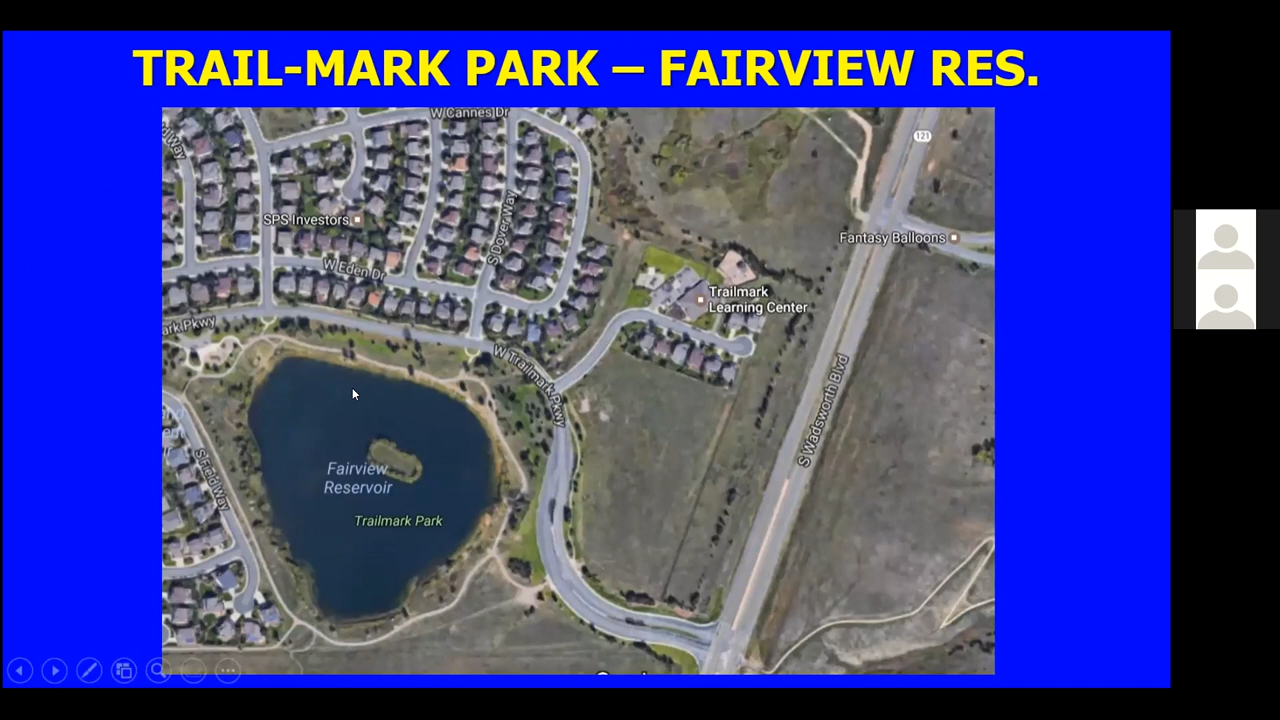 TRAIL-MARK PARK – FAIRVIEW RES.
W Cannes Dr
121
SPS Investors
S Dover Way
Fantasy Balloons
W Eden Dr
Trailmark
Learning Center
Pkwy
W Trailmark Pkwy
S Wadsworth Blvd
S Field Way
Fairview
Reservoir
Trailmark Park